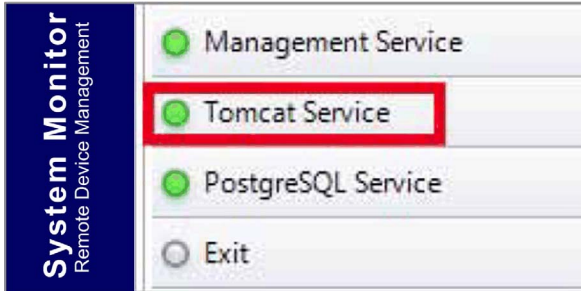 System Monitor
Remote Device Management
Management Service
Tomcat Service
PostgreSQL Service
Exit